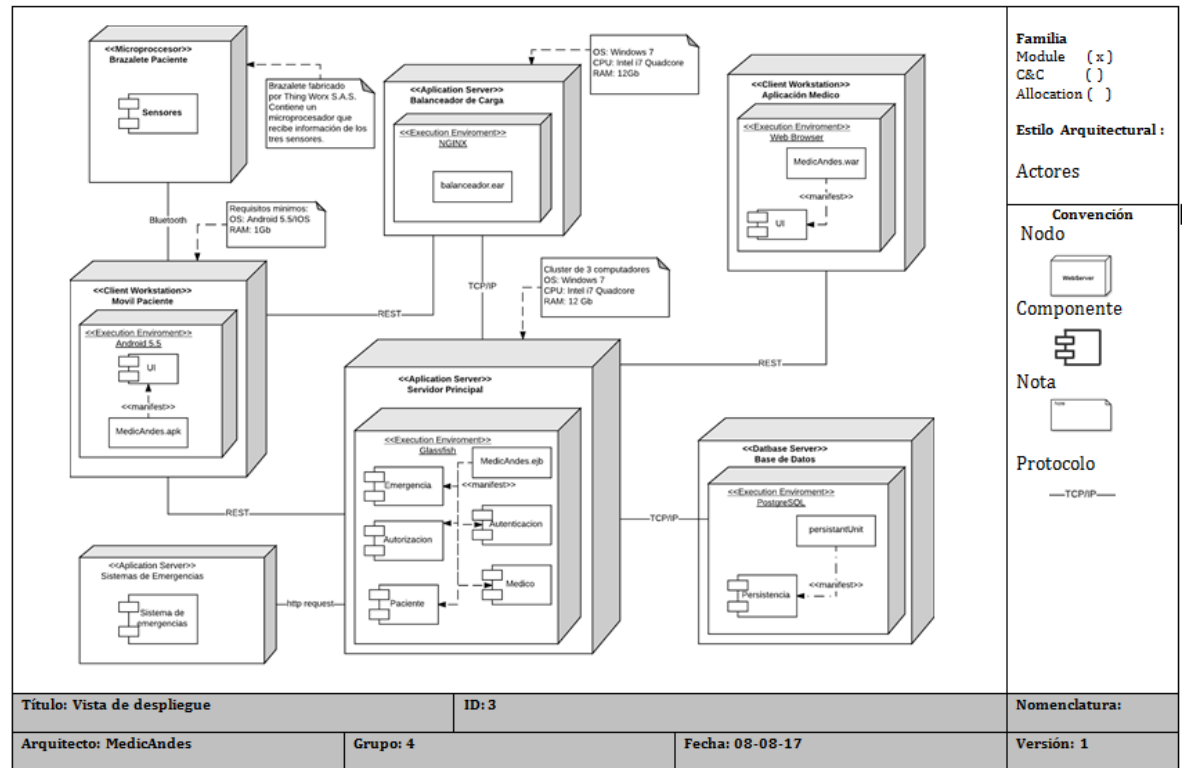 <<Microproccesor>>
Brazalete Paciente
Sensores
Brazalete fabricado
por Thing Worx S.A.S.
Contiene un
microprocesador que
recibe información de los
tres sensores.
<<Aplication Server>>
Balanceador de Carga
<<Execution Enviroment>>
NGINX
balanceador.ear
OS: Windows 7
CPU: Intel i7 Quadcore
RAM: 12Gb
<<Client Workstation>>
Aplicación Medico
<<Execution Enviroment>>
Web Browser
MedicAndes.war
<<manifest>>
UI
Bluetooth
Requisitos minimos:
OS: Android 5.5/IOS
RAM: 1Gb
<<Client Workstation>>
Movil Paciente
<<Execution Enviroment>>
Android 5.5
UI
<<manifest>>
MedicAndes.apk
REST
TCP/IP
Cluster de 3 computadores
OS: Windows 7
CPU: Intel i7 Quadcore
RAM: 12 Gb
REST
<<Aplication Server>>
Servidor Principal
<<Execution Enviroment>>
Glassfish
MedicAndes.ejb
Emergencia
<<manifest>>
Autenticacion
Autorizacion
Medico
Paciente
REST
<<Aplication Server>>
Sistemas de Emergencias
Sistema de
emergencias
http request
TCP/IP
<<Datbase Server>>
Base de Datos
<<Execution Enviroment>>
PostgreSQL
persistantUnit
<<manifest>>
Persistencia
Familia
Module ( x )
C&C ( )
Allocation ( )
Estilo Arquitectural :
Actores
Convención
Nodo
WebServer
Componente
Nota
Note
Protocolo
TCP/IP
Título: Vista de despliegue
ID: 3
Nomenclatura:
Arquitecto: MedicAndes
Grupo: 4
Fecha: 08-08-17
Versión: 1